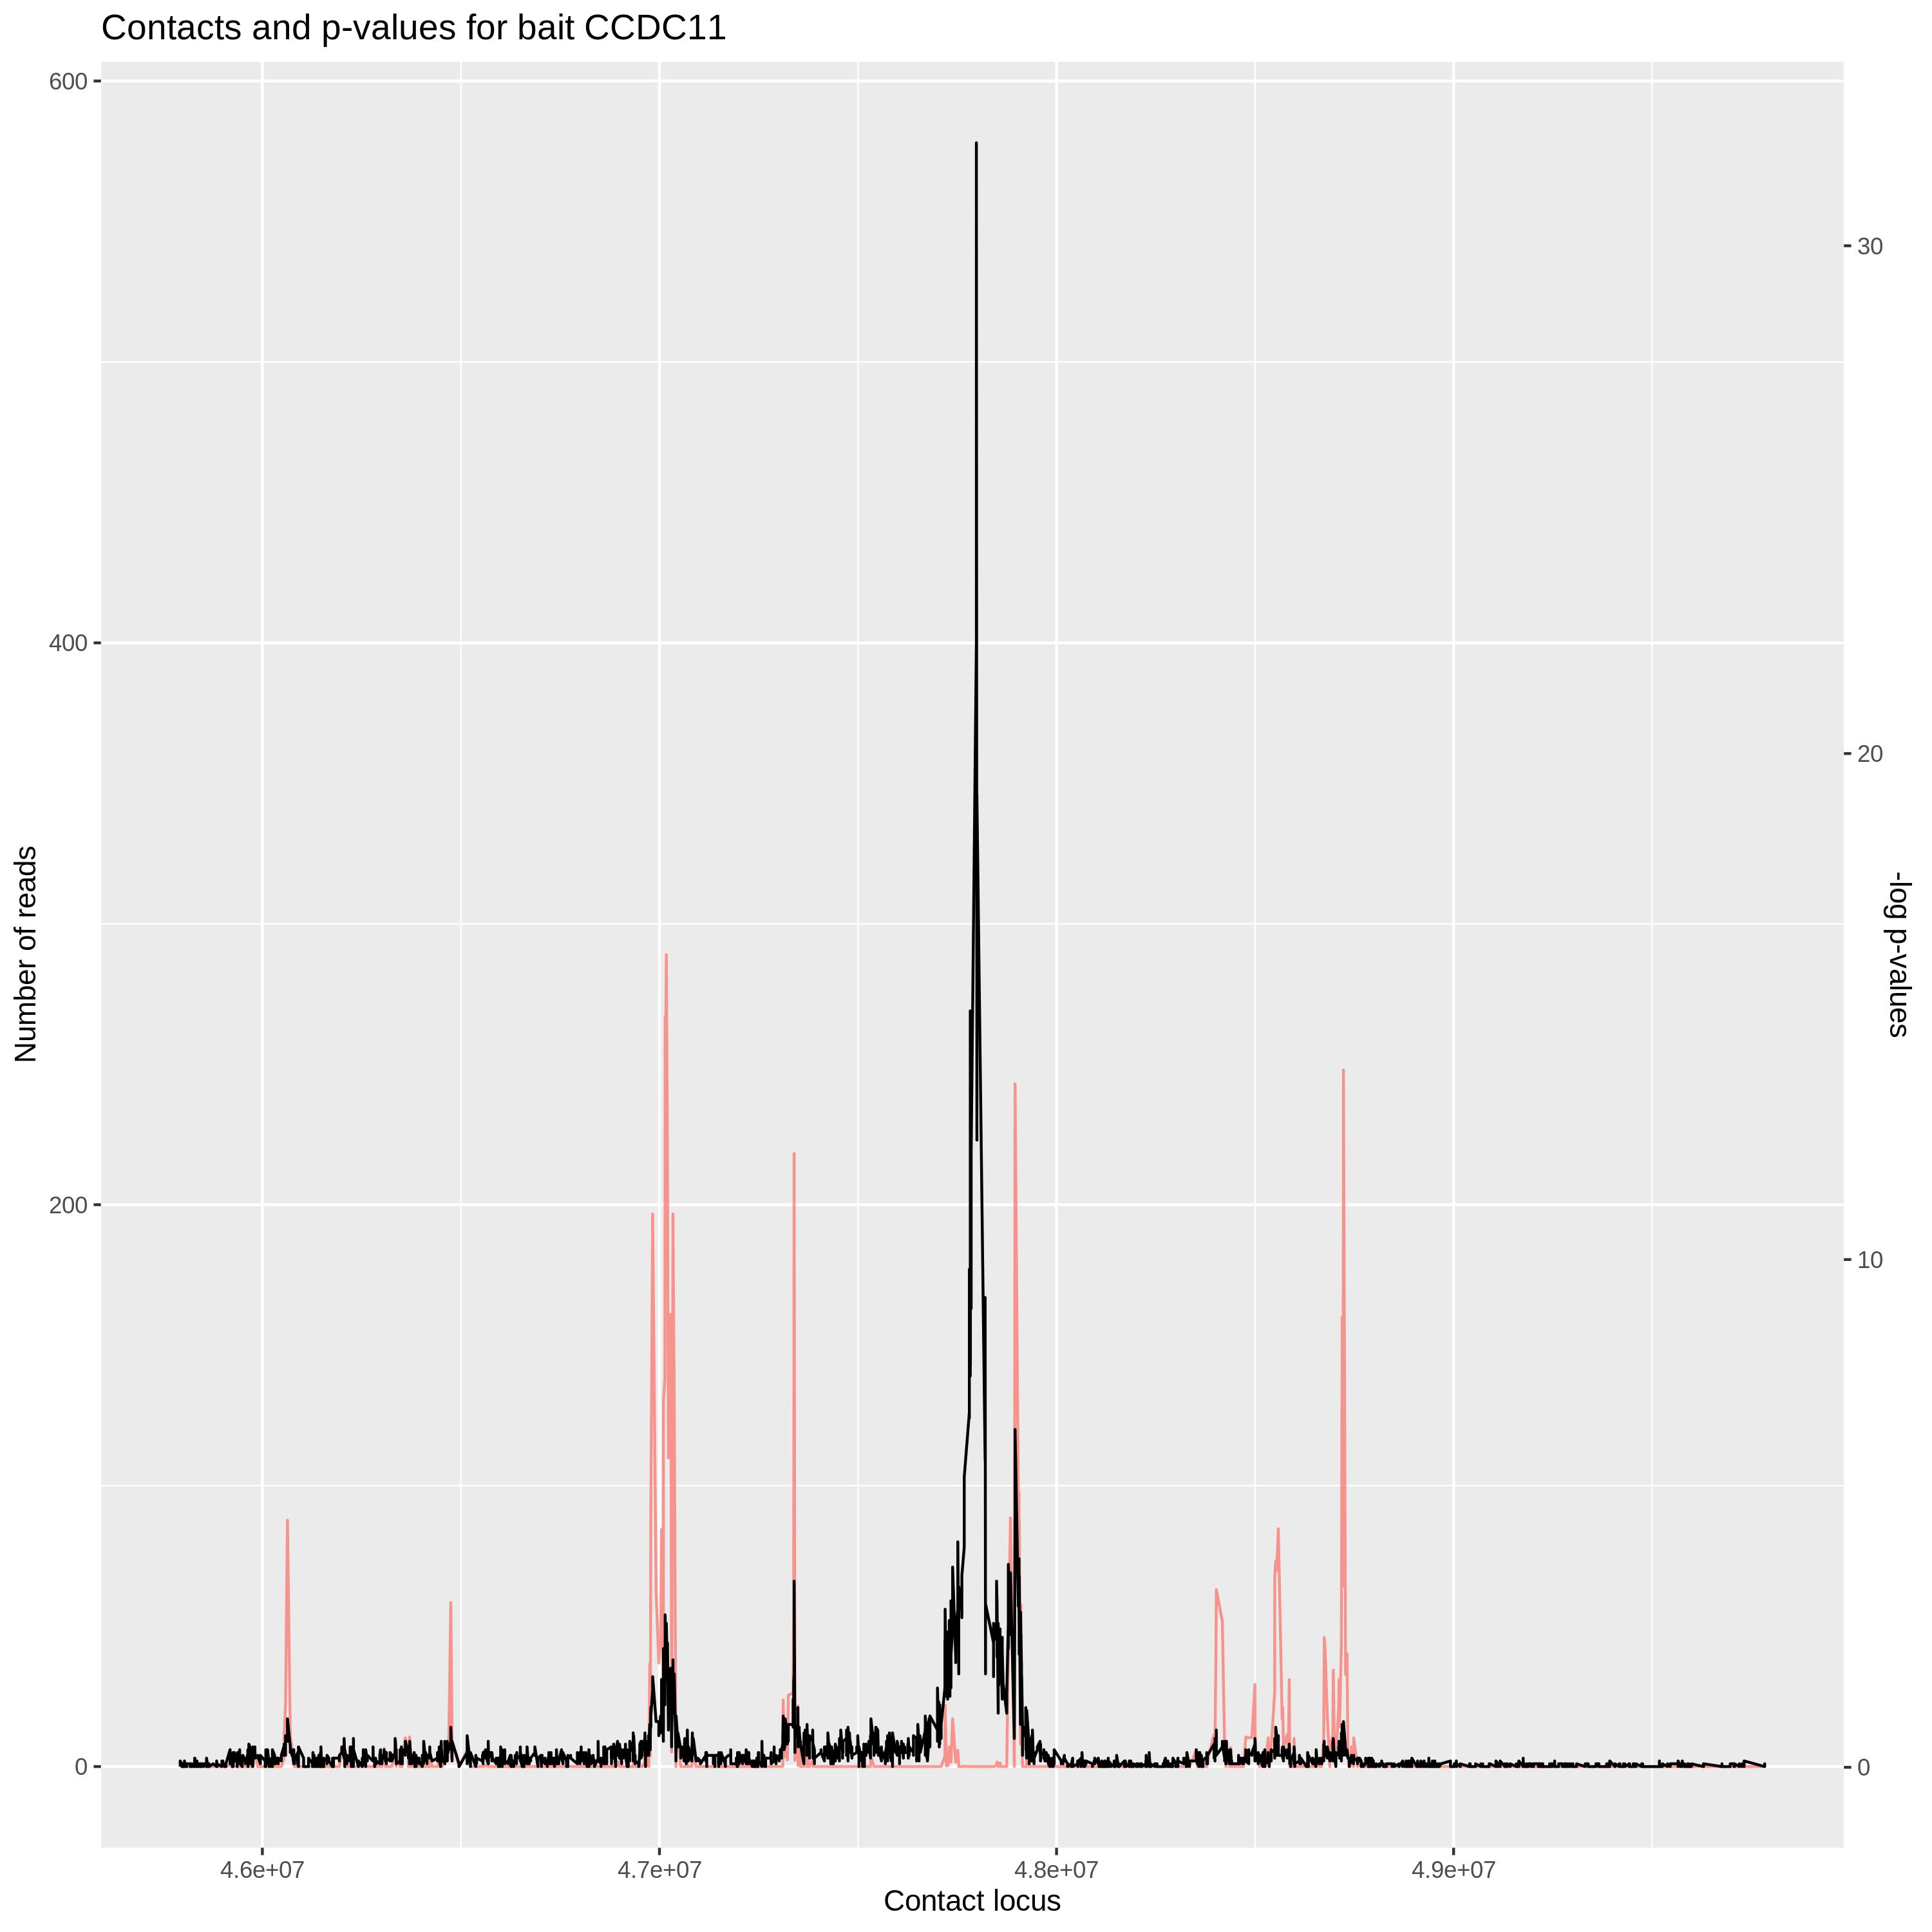 Contacts and p-values for bait CCDC11
600
400
200
0
Number of reads
30
20
10
0
-log p-values
4.6e+07
4.7e+07
4.8e+07
4.9e+07
Contact locus